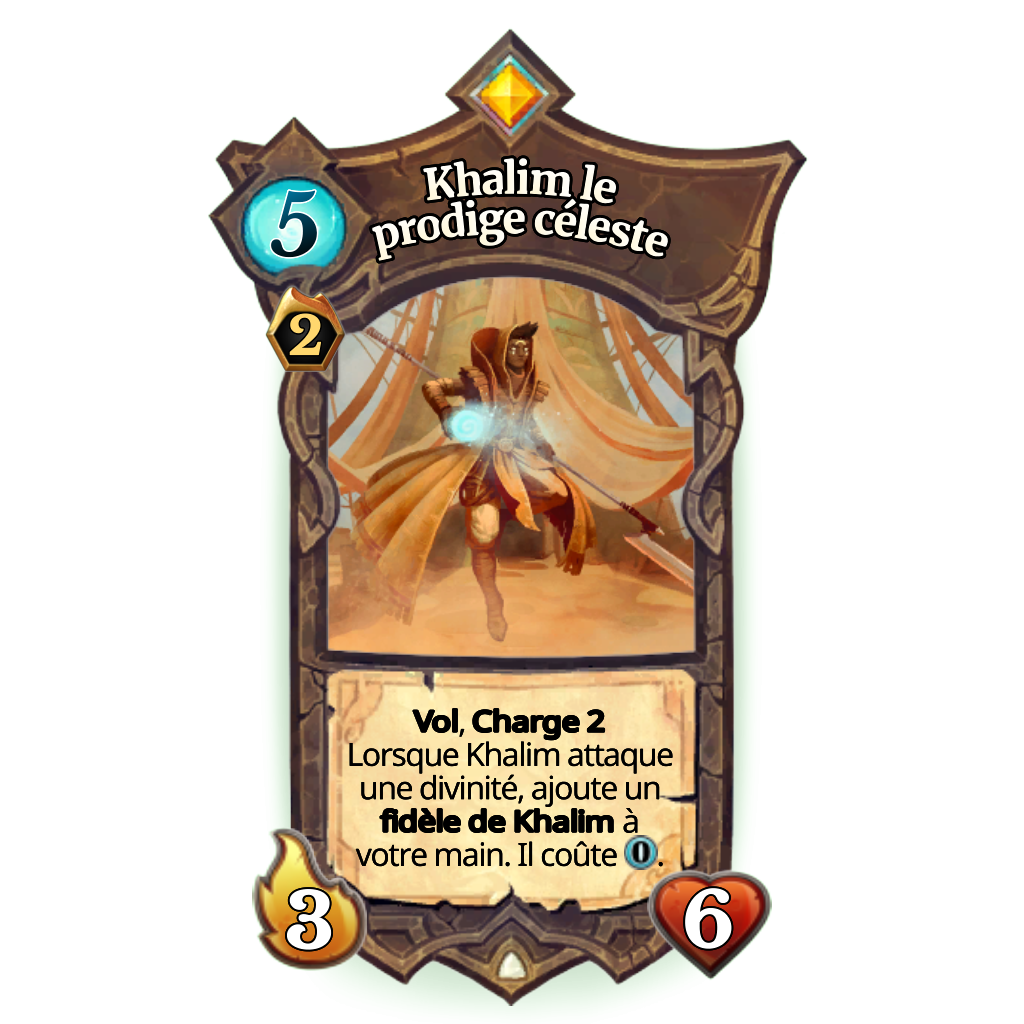 Khalim le
prodige céleste
5
2
Vol, Charge 2
Lorsque Khalim attaque
une divinité, ajoute un
fidèle de Khalim à
votre main. Il coûte 0.
3
6